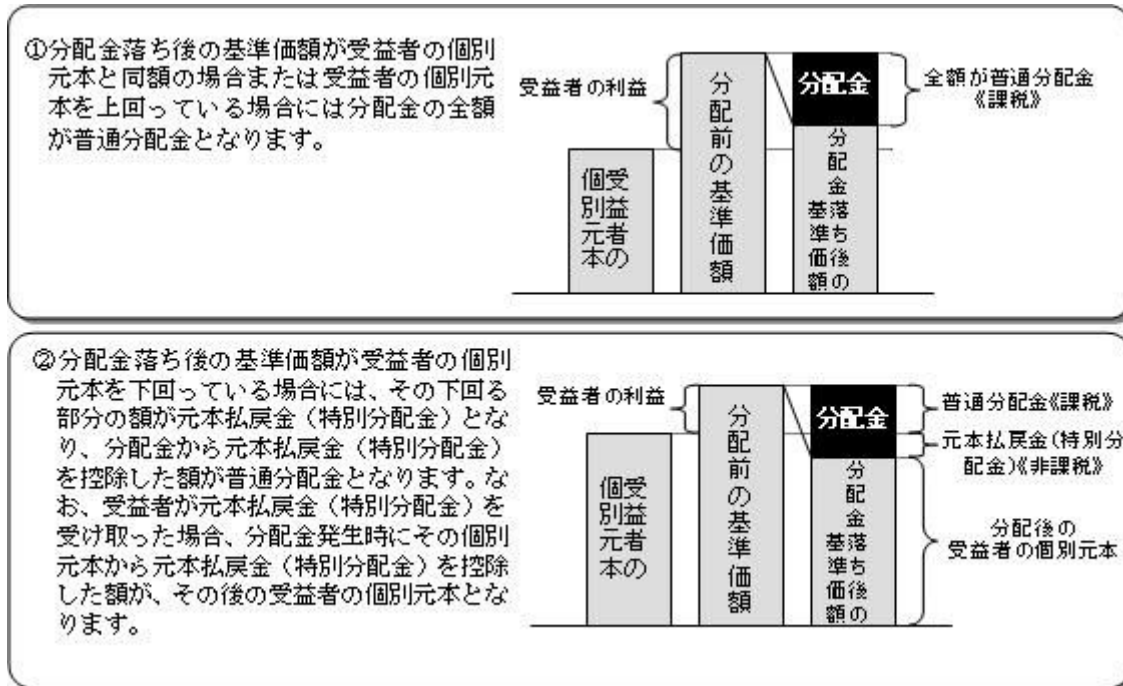 ①分配金落ち後の基準価額が受益者の個別
元本と同額の場合または受益者の個別元
本を上回っている場合には分配金の全額
が普通分配金となります。
受益者の利益
受益者の
個別元本
分配前の基準価額
分配金
分配金落ち後の
基準価額
全額が普通分配金
《課税》
②分配金落ち後の基準価額が受益者の個別
元本を下回っている場合には、その下回る
部分の額が元本払戻金（特別分配金）とな
り、分配金から元本払戻金（特別分配金）
を控除した額が普通分配金となります。な
お、受益者が元本払戻金（特別分配金）を
受け取った場合、分配金発生時にその個別
元本から元本払戻金（特別分配金）を控除
した額が、その後の受益者の個別元本とな
ります。
受益者の利益
受益者の
個別元本
分配前の基準価額
分配金
分配金落ち後の
基準価額
普通分配金《課税》
元本払戻金(特別分
配金)《非課税》
分配後の
受益者の個別元本